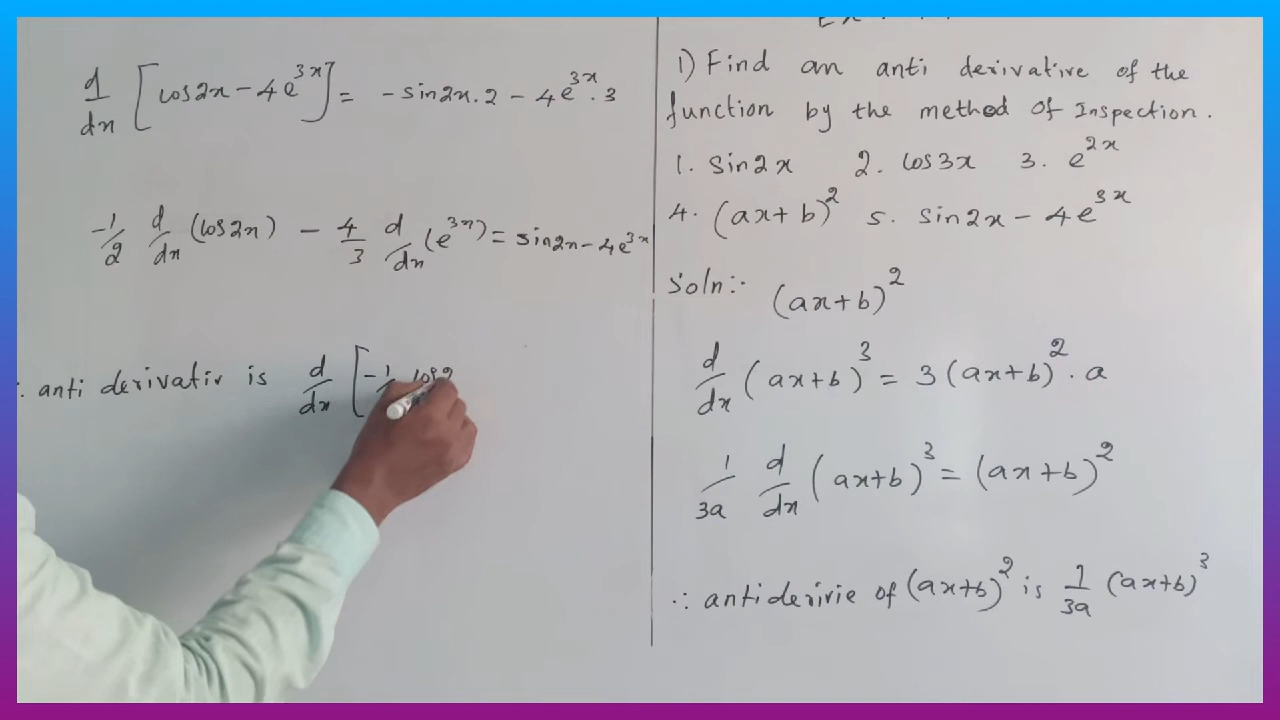 d/dx [cos2x - 4e^3x] = - sin2x.2 - 4e^3x.3
-1/2 d/dx (cos2x) - 4/3 d/dx (e^3x) = sin2x - 4e^3x
∴ anti derivativ is d/dx [-1/ cos2
1) Find an anti derivative of the
function by the method of Inspection.
1. sin2x 2. cos3x 3. e^2x
4. (ax+b)^2 5. sin2x - 4e^3x
Soln:- (ax+b)^2
d/dx (ax+b)^3 = 3(ax+b)^2 . a
1/3a d/dx (ax+b)^3 = (ax+b)^2
∴ antiderivie of (ax+b)^2 is 1/3a (ax+b)^3